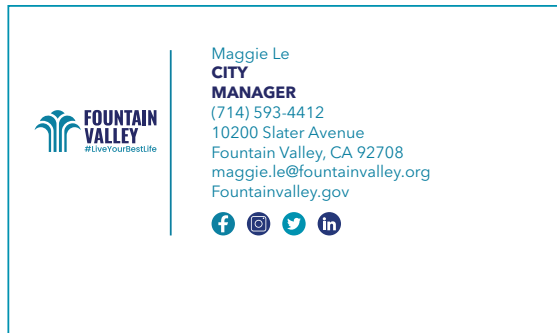 FOUNTAIN
VALLEY
#LiveYourBestLife
Maggie Le
CITY
MANAGER
(714) 593-4412
10200 Slater Avenue
Fountain Valley, CA 92708
maggie.le@fountainvalley.org
Fountainvalley.gov